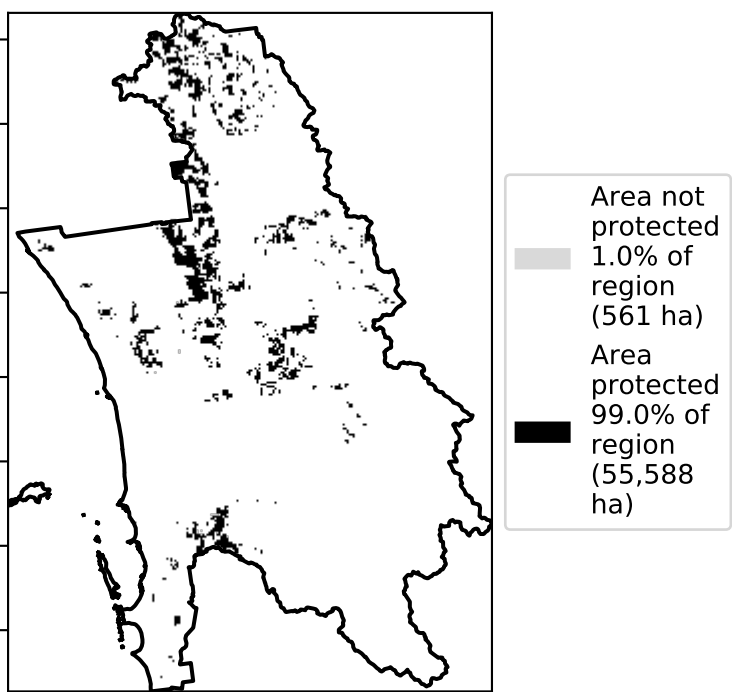 Area not
protected
1.0% of
region
(561 ha)
Area
protected
99.0% of
region
(55,588
ha)